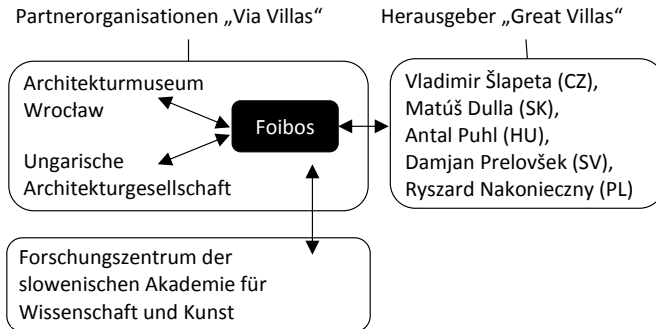 Partnerorganisationen „Via Villas“
Herausgeber „Great Villas“
Architekturmuseum
Wrocław
Foibos
Ungarische
Architekturgesellschaft
Vladimir Šlapeta (CZ),
Matúš Dulla (SK),
Antal Puhl (HU),
Damjan Prelovšek (SV),
Ryszard Nakonieczny (PL)
Forschungszentrum der
slowenischen Akademie für
Wissenschaft und Kunst